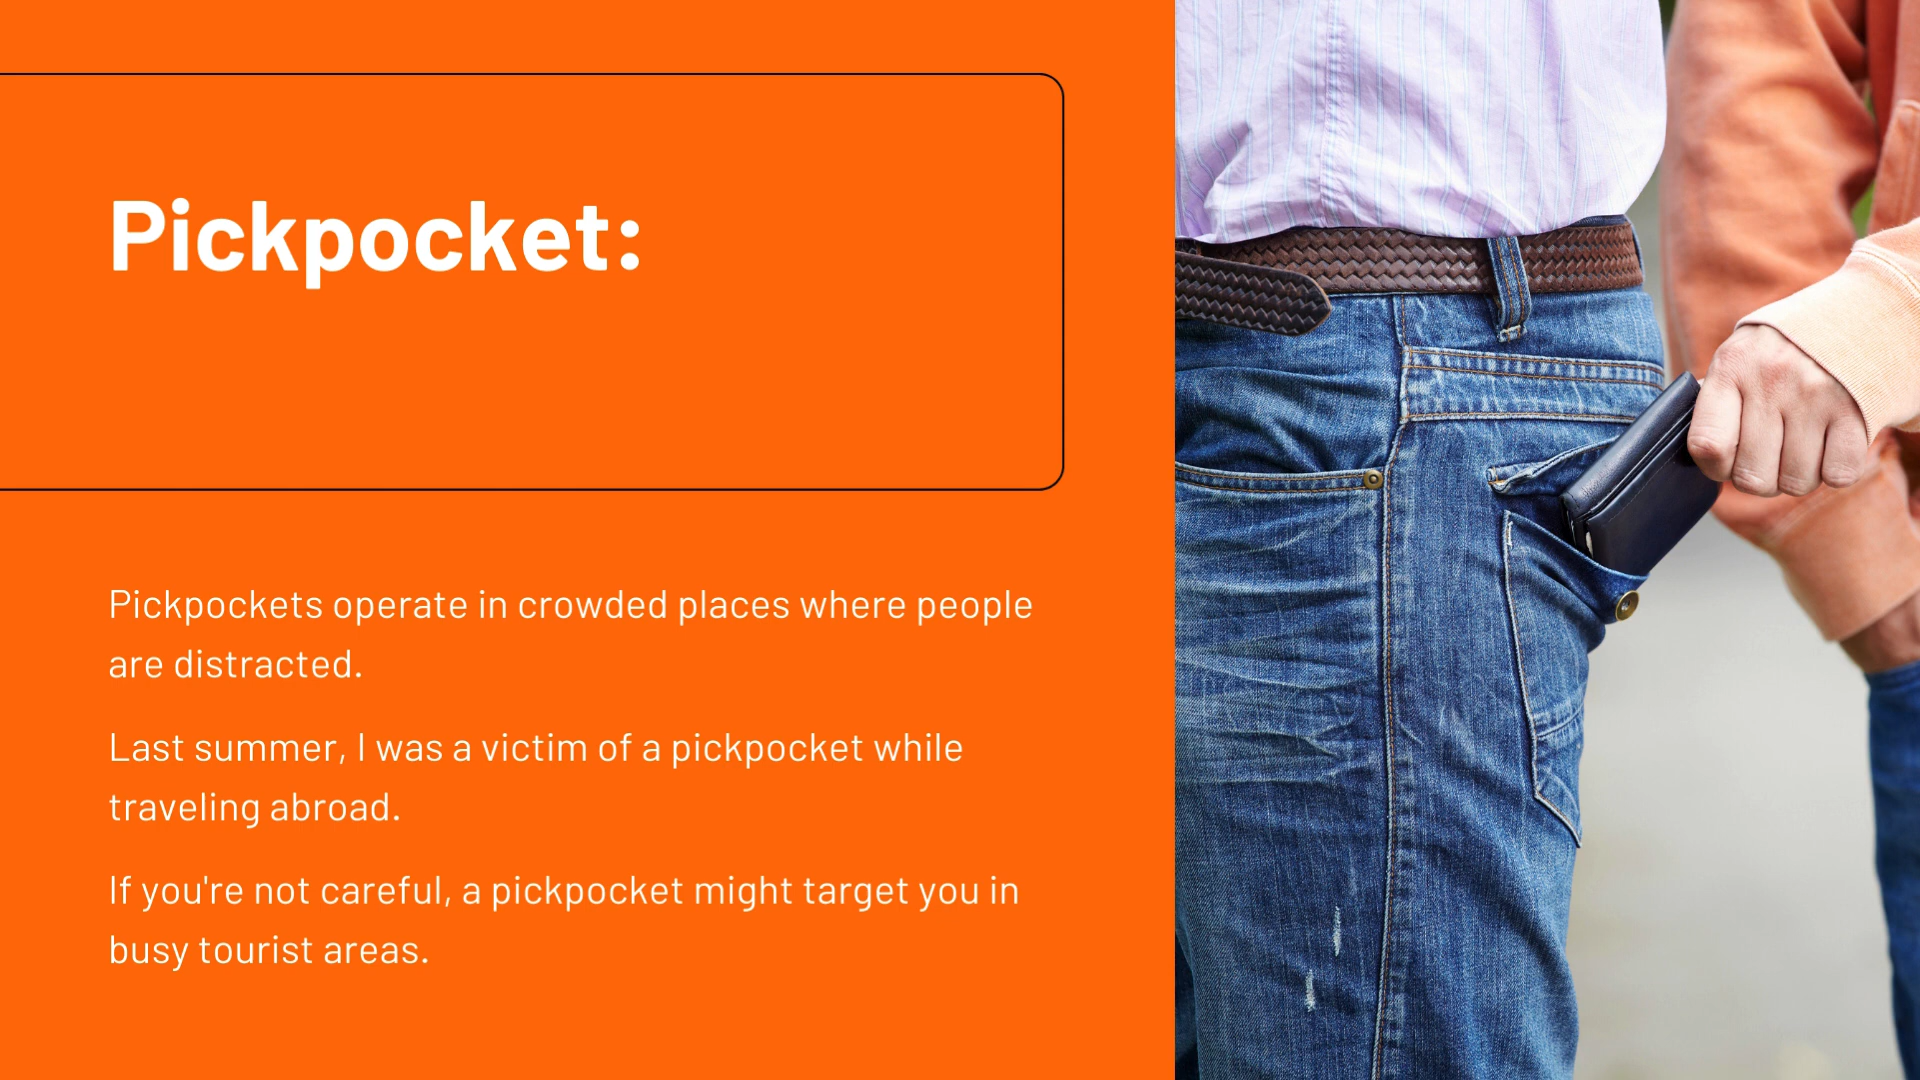 Pickpocket:
Pickpockets operate in crowded places where people
are distracted.
Last summer, I was a victim of a pickpocket while
traveling abroad.
If you're not careful, a pickpocket might target you in
busy tourist areas.